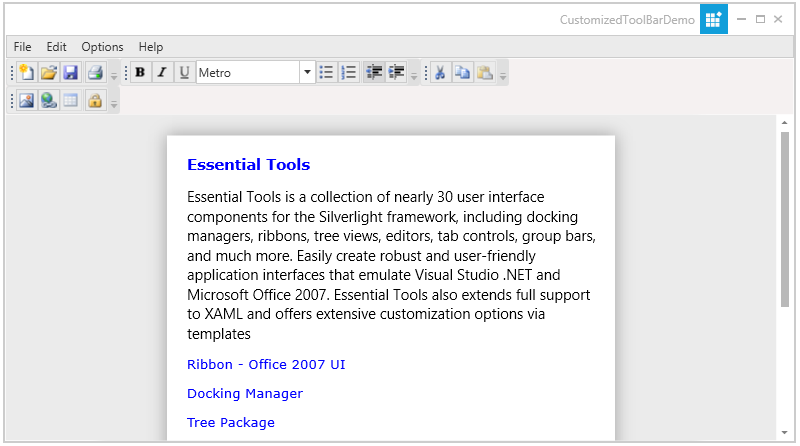 CustomizedToolBarDemo
File Edit Options Help
B I U Metro
Essential Tools
Essential Tools is a collection of nearly 30 user interface
components for the Silverlight framework, including docking
managers, ribbons, tree views, editors, tab controls, group bars,
and much more. Easily create robust and user-friendly
application interfaces that emulate Visual Studio .NET and
Microsoft Office 2007. Essential Tools also extends full support
to XAML and offers extensive customization options via
templates
Ribbon - Office 2007 UI
Docking Manager
Tree Package